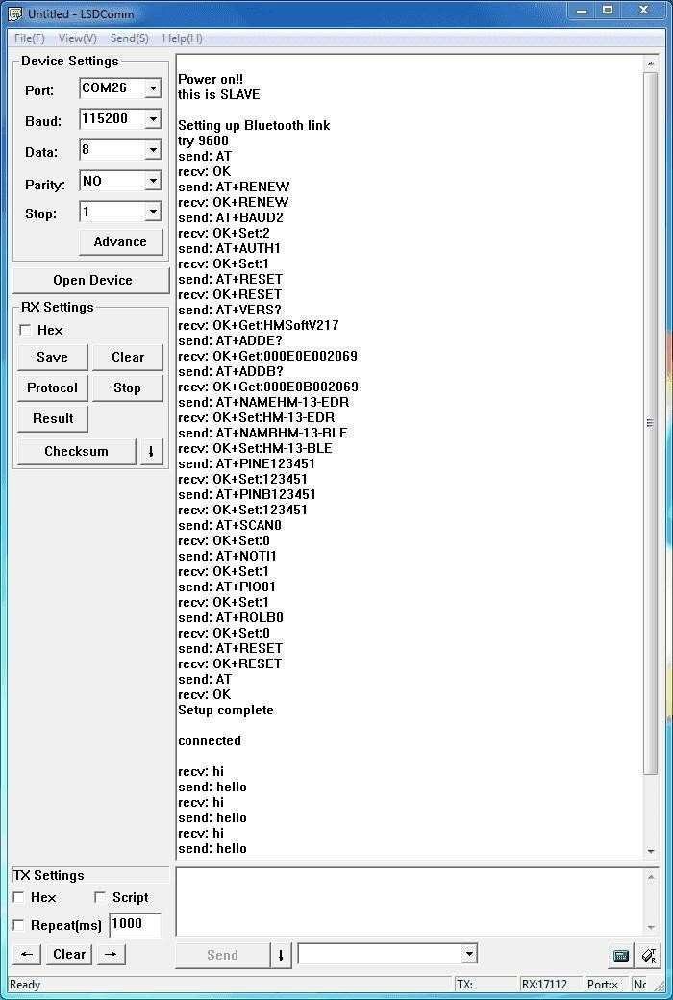 Untitled - LSDComm
File(F) View(V) Send(S) Help(H)
Device Settings
Port: COM26
Baud: 115200
Data: 8
Parity: NO
Stop: 1
Advance
Open Device
RX Settings
Hex
Save Clear
Protocol Stop
Result
Checksum
Power on!!
this is SLAVE
Setting up Bluetooth link
try 9600
send: AT
recv: OK
send: AT+RENEW
recv: OK+RENEW
send: AT+BAUD2
recv: OK+Set:2
send: AT+AUTH1
recv: OK+Set:1
send: AT+RESET
recv: OK+RESET
send: AT+VERS?
recv: OK+Get:HMSoftV217
send: AT+ADDE?
recv: OK+Get:000E0E002069
send: AT+ADDB?
recv: OK+Get:000E0B002069
send: AT+NAMEHM-13-EDR
recv: OK+Set:HM-13-EDR
send: AT+NAMBHM-13-BLE
recv: OK+Set:HM-13-BLE
send: AT+PINE123451
recv: OK+Set:123451
send: AT+PINB123451
recv: OK+Set:123451
send: AT+SCAN0
recv: OK+Set:0
send: AT+NOTI1
recv: OK+Set:1
send: AT+PIO01
recv: OK+Set:1
send: AT+ROLB0
recv: OK+Set:0
send: AT+RESET
recv: OK+RESET
send: AT
recv: OK
Setup complete
connected
recv: hi
send: hello
recv: hi
send: hello
recv: hi
send: hello
TX Settings
Hex Script
Repeat(ms) 1000
← Clear →
Send
Ready TX: RX:17112 Port:×